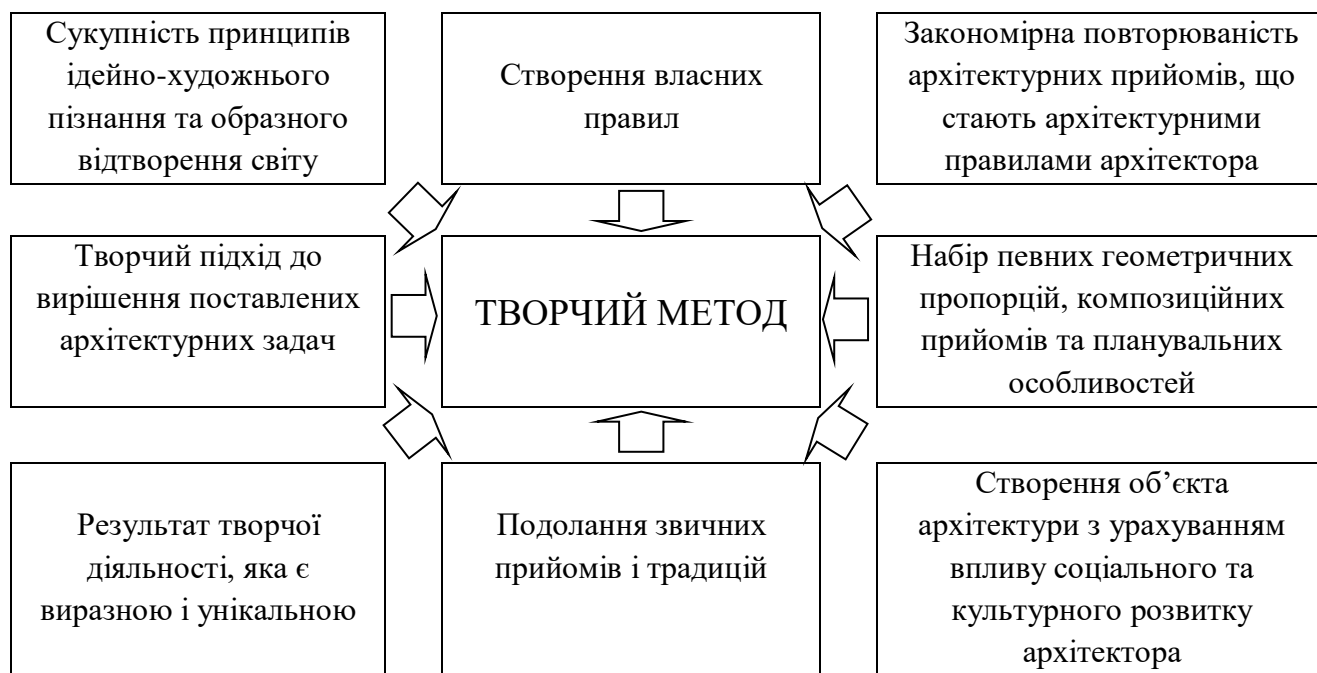 Сукупність принципів
ідейно-художнього
пізнання та образного
відтворення світу
Створення власних
правил
Закономірна повторюваність
архітектурних прийомів, що
стають архітектурними
правилами архітектора
Творчий підхід до
вирішення поставлених
архітектурних задач
ТВОРЧИЙ МЕТОД
Набір певних геометричних
пропорцій, композиційних
прийомів та планувальних
особливостей
Результат творчої
діяльності, яка є
виразною і унікальною
Подолання звичних
прийомів і традицій
Створення об’єкта
архітектури з урахуванням
впливу соціального та
культурного розвитку
архітектора